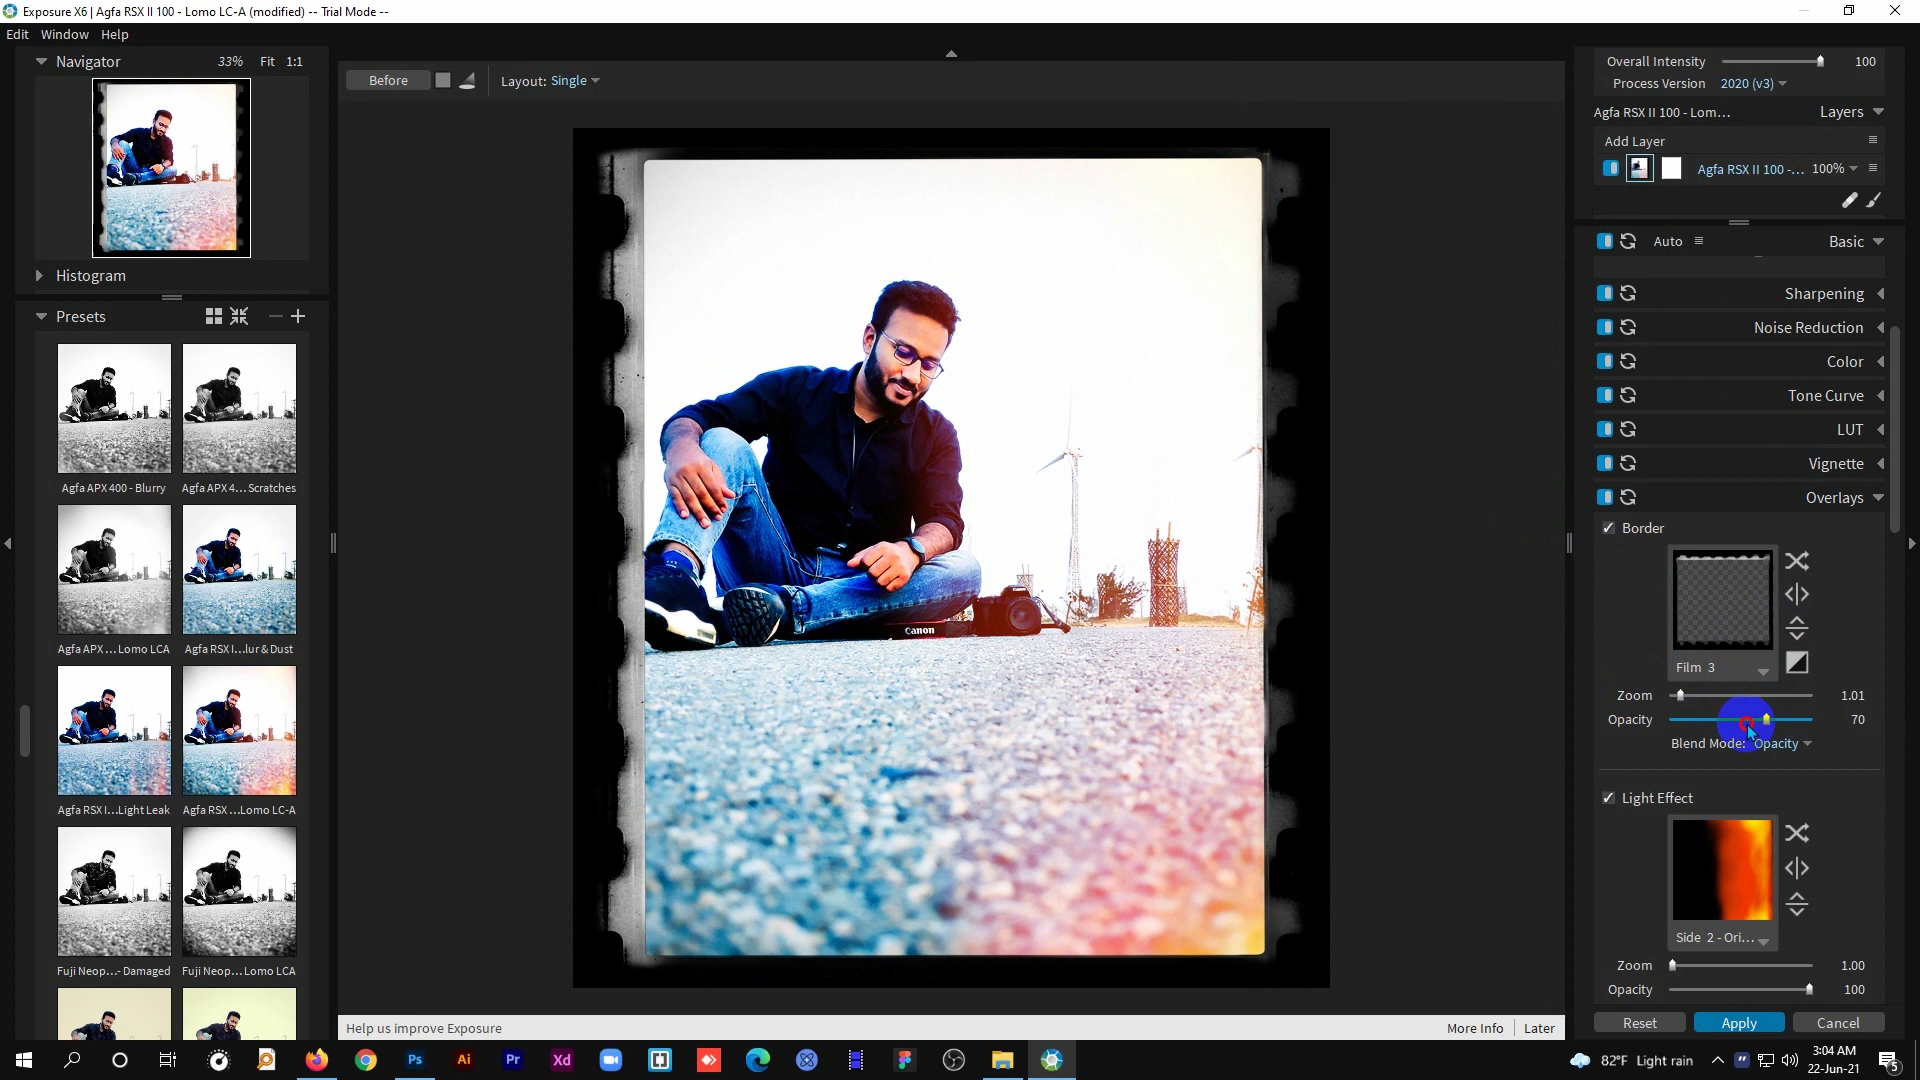 Exposure X6 | Agfa RSX II 100 - Lomo LC-A (modified) -- Trial Mode --
Edit Window Help
Navigator 33% Fit 1:1
Histogram
Presets
Agfa APX 400 - Blurry Agfa APX 4...Scratches
Agfa APX ...Lomo LCA Agfa RSX I...lur & Dust
Agfa RSX I...Light Leak Agfa RSX ...Lomo LC-A
Fuji Neop...- Damaged Fuji Neop...Lomo LCA
Before Layout: Single
Canon
Help us improve Exposure More Info Later
Overall Intensity 100
Process Version 2020 (v3)
Agfa RSX II 100 - Lom... Layers
Add Layer
Agfa RSX II 100 -... 100%
Auto Basic
Sharpening
Noise Reduction
Color
Tone Curve
LUT
Vignette
Overlays
Border
Film 3
Zoom 1.01
Opacity 70
Blend Mode: Opacity
Light Effect
Side 2 - Ori...
Zoom 1.00
Opacity 100
Reset Apply Cancel
Ps Ai Pr Xd
82°F Light rain
3:04 AM
22-Jun-21
5